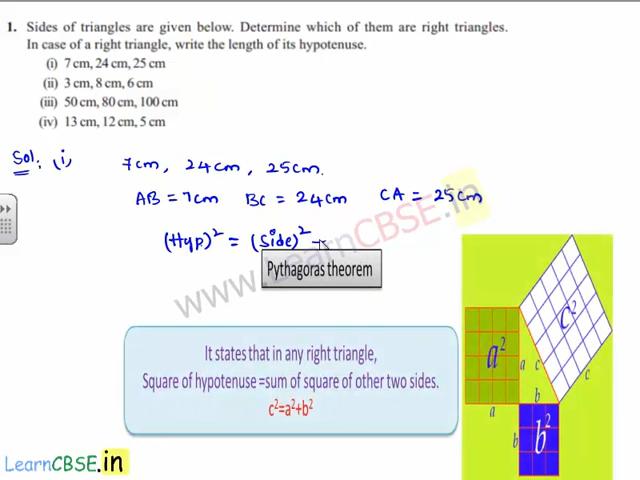 1. Sides of triangles are given below. Determine which of them are right triangles.
In case of a right triangle, write the length of its hypotenuse.
(i) 7 cm, 24 cm, 25 cm
(ii) 3 cm, 8 cm, 6 cm
(iii) 50 cm, 80 cm, 100 cm
(iv) 13 cm, 12 cm, 5 cm
Sol: (i) 7cm, 24cm, 25cm.
AB = 7cm BC = 24cm CA = 25cm
(Hyp)² = (Side)² +
Pythagoras theorem
www.LearnCBSE.in
It states that in any right triangle,
Square of hypotenuse =sum of square of other two sides.
c²=a²+b²
a²
c²
a c
b
c
a
b
b²
LearnCBSE.in